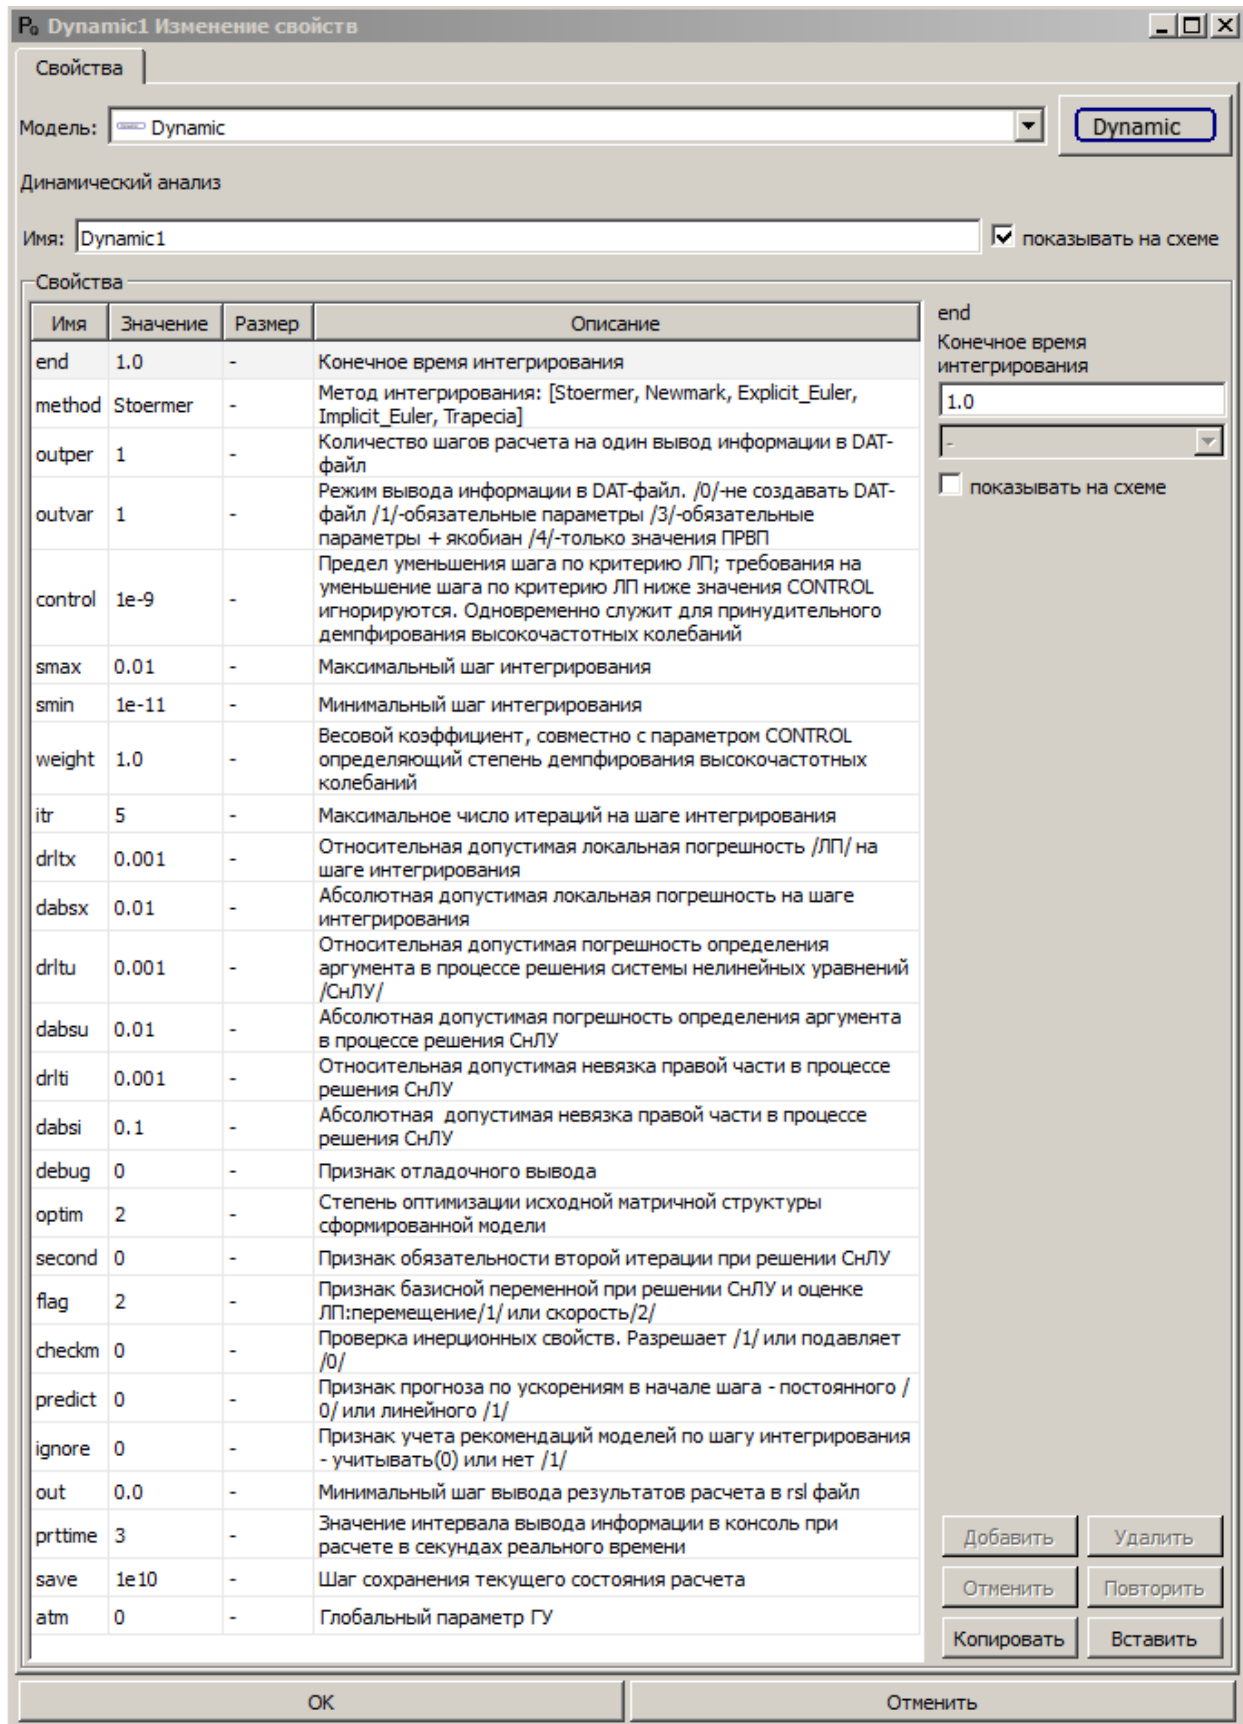 Dynamic1 Изменение свойств
Свойства
Модель: Dynamic
Dynamic
Динамический анализ
Имя: Dynamic1
показывать на схеме
Свойства
Имя Значение Размер Описание
end 1.0 - Конечное время интегрирования
method Stoermer - Метод интегрирования: [Stoermer, Newmark, Explicit_Euler,
Implicit_Euler, Trapecia]
outper 1 - Количество шагов расчета на один вывод информации в DAT-
файл
outvar 1 - Режим вывода информации в DAT-файл. /0/-не создавать DAT-
файл /1/-обязательные параметры /3/-обязательные
параметры + якобиан /4/-только значения ПРВП
control 1e-9 - Предел уменьшения шага по критерию ЛП; требования на
уменьшение шага по критерию ЛП ниже значения CONTROL
игнорируются. Одновременно служит для принудительного
демпфирования высокочастотных колебаний
smax 0.01 - Максимальный шаг интегрирования
smin 1e-11 - Минимальный шаг интегрирования
weight 1.0 - Весовой коэффициент, совместно с параметром CONTROL
определяющий степень демпфирования высокочастотных
колебаний
itr 5 - Максимальное число итераций на шаге интегрирования
drltx 0.001 - Относительная допустимая локальная погрешность /ЛП/ на
шаге интегрирования
dabsx 0.01 - Абсолютная допустимая локальная погрешность на шаге
интегрирования
drltu 0.001 - Относительная допустимая погрешность определения
аргумента в процессе решения системы нелинейных уравнений
/СнЛУ/
dabsu 0.01 - Абсолютная допустимая погрешность определения аргумента
в процессе решения СнЛУ
drlti 0.001 - Относительная допустимая невязка правой части в процессе
решения СнЛУ
dabsi 0.1 - Абсолютная  допустимая невязка правой части в процессе
решения СнЛУ
debug 0 - Признак отладочного вывода
optim 2 - Степень оптимизации исходной матричной структуры
сформированной модели
second 0 - Признак обязательности второй итерации при решении СнЛУ
flag 2 - Признак базисной переменной при решении СнЛУ и оценке
ЛП:перемещение/1/ или скорость/2/
checkm 0 - Проверка инерционных свойств. Разрешает /1/ или подавляет
/0/
predict 0 - Признак прогноза по ускорениям в начале шага - постоянного /
0/ или линейного /1/
ignore 0 - Признак учета рекомендаций моделей по шагу интегрирования
- учитывать(0) или нет /1/
out 0.0 - Минимальный шаг вывода результатов расчета в rsl файл
prttime 3 - Значение интервала вывода информации в консоль при
расчете в секундах реального времени
save 1e10 - Шаг сохранения текущего состояния расчета
atm 0 - Глобальный параметр ГУ
end
Конечное время
интегрирования
1.0
-
показывать на схеме
Добавить Удалить
Отменить Повторить
Копировать Вставить
OK Отменить